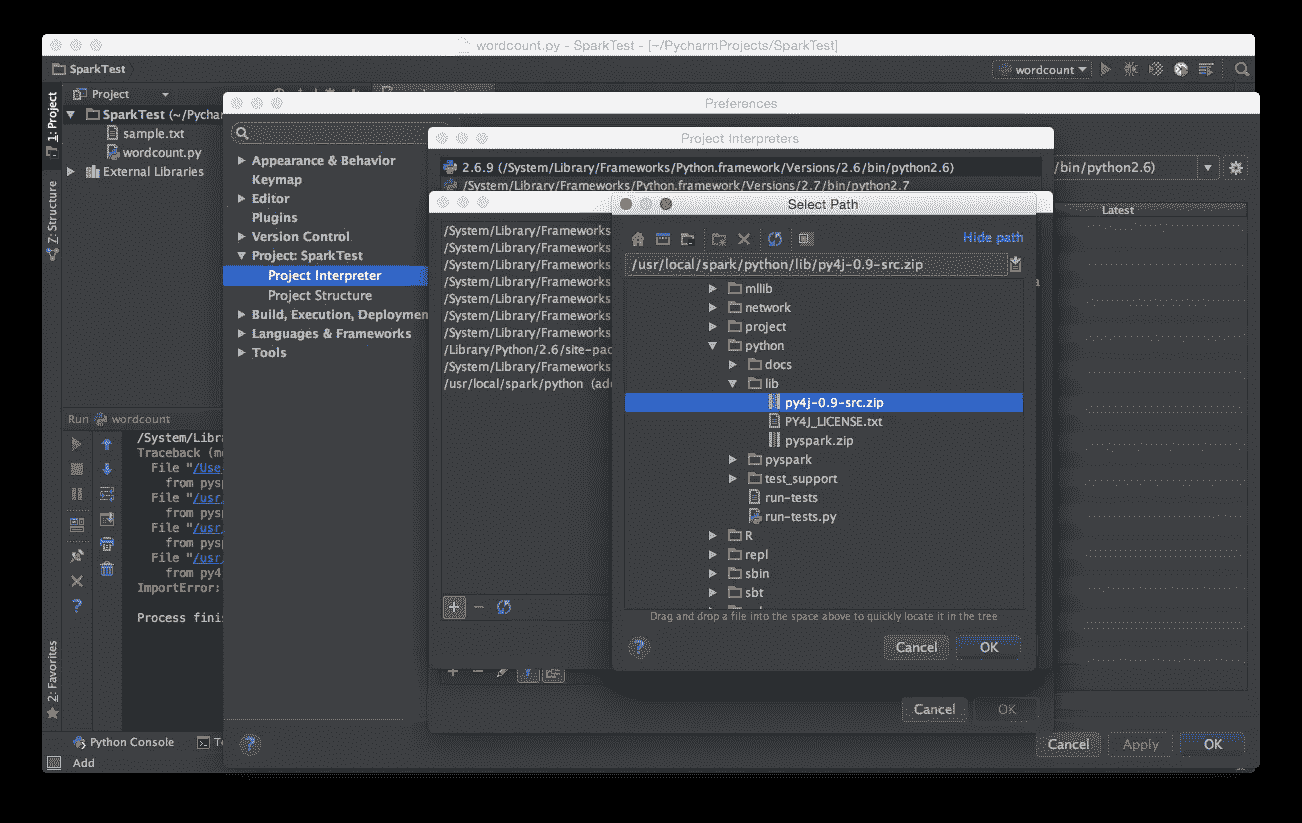 wordcount.py - SparkTest - [~/PycharmProjects/SparkTest]
SparkTest
wordcount
1: Project
Z: Structure
2: Favorites
Project
SparkTest (~/Pychar
sample.txt
wordcount.py
External Libraries
Preferences
Appearance & Behavior
Keymap
Editor
Plugins
Version Control
Project: SparkTest
Project Interpreter
Project Structure
Build, Execution, Deploymen
Languages & Frameworks
Tools
Project Interpreters
2.6.9 (/System/Library/Frameworks/Python.framework/Versions/2.6/bin/python2.6)
/System/Library/Frameworks/Python.framework/Versions/2.7/bin/python2.7
/bin/python2.6)
Latest
/System/Library/Frameworks
/System/Library/Frameworks
/System/Library/Frameworks
/System/Library/Frameworks
/System/Library/Frameworks
/System/Library/Frameworks
/System/Library/Frameworks
/Library/Python/2.6/site-pac
/System/Library/Frameworks
/usr/local/spark/python (add
Select Path
Hide path
/usr/local/spark/python/lib/py4j-0.9-src.zip
mllib
network
project
python
docs
lib
py4j-0.9-src.zip
PY4J_LICENSE.txt
pyspark.zip
pyspark
test_support
run-tests
run-tests.py
R
repl
sbin
sbt
Drag and drop a file into the space above to quickly locate it in the tree
Cancel
OK
Cancel
OK
Cancel
Apply
OK
Run wordcount
/System/Libra
Traceback (mo
File "/Use
from pysp
File "/usr
from pysp
File "/usr
from pysp
File "/usr
from py4
ImportError:
Process finis
Python Console
Add